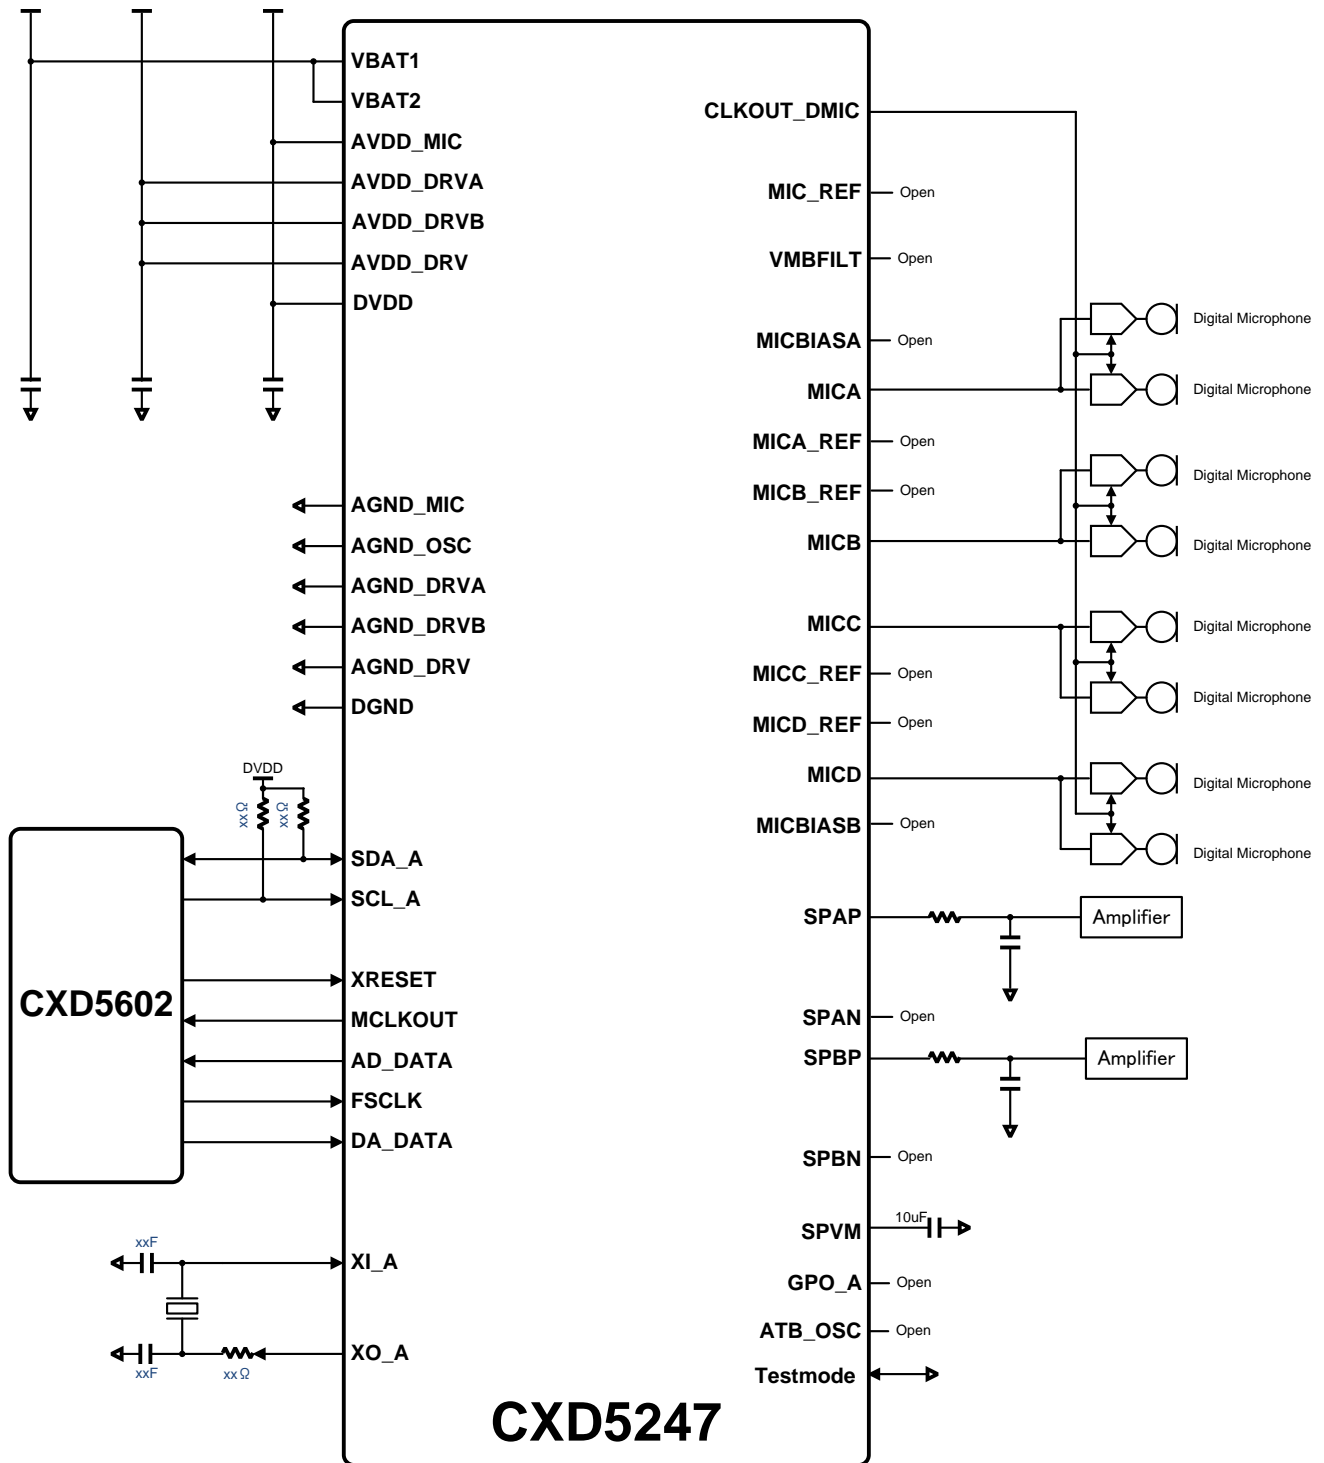 VBAT1
VBAT2
AVDD_MIC
AVDD_DRVA
AVDD_DRVB
AVDD_DRV
DVDD
AGND_MIC
AGND_OSC
AGND_DRVA
AGND_DRVB
AGND_DRV
DGND
DVDD
xxΩ
xxΩ
SDA_A
SCL_A
CXD5602
XRESET
MCLKOUT
AD_DATA
FSCLK
DA_DATA
xxF
XI_A
XO_A
xxF
xxΩ
CLKOUT_DMIC
MIC_REF Open
VMBFILT Open
MICBIASA Open
Digital Microphone
MICA Digital Microphone
MICA_REF Open
MICB_REF Open
Digital Microphone
MICB Digital Microphone
MICC Digital Microphone
MICC_REF Open
Digital Microphone
MICD_REF Open
MICD Digital Microphone
MICBIASB Open
Digital Microphone
SPAP Amplifier
SPAN Open
SPBP Amplifier
SPBN Open
SPVM 10uF
GPO_A Open
ATB_OSC Open
Testmode
CXD5247